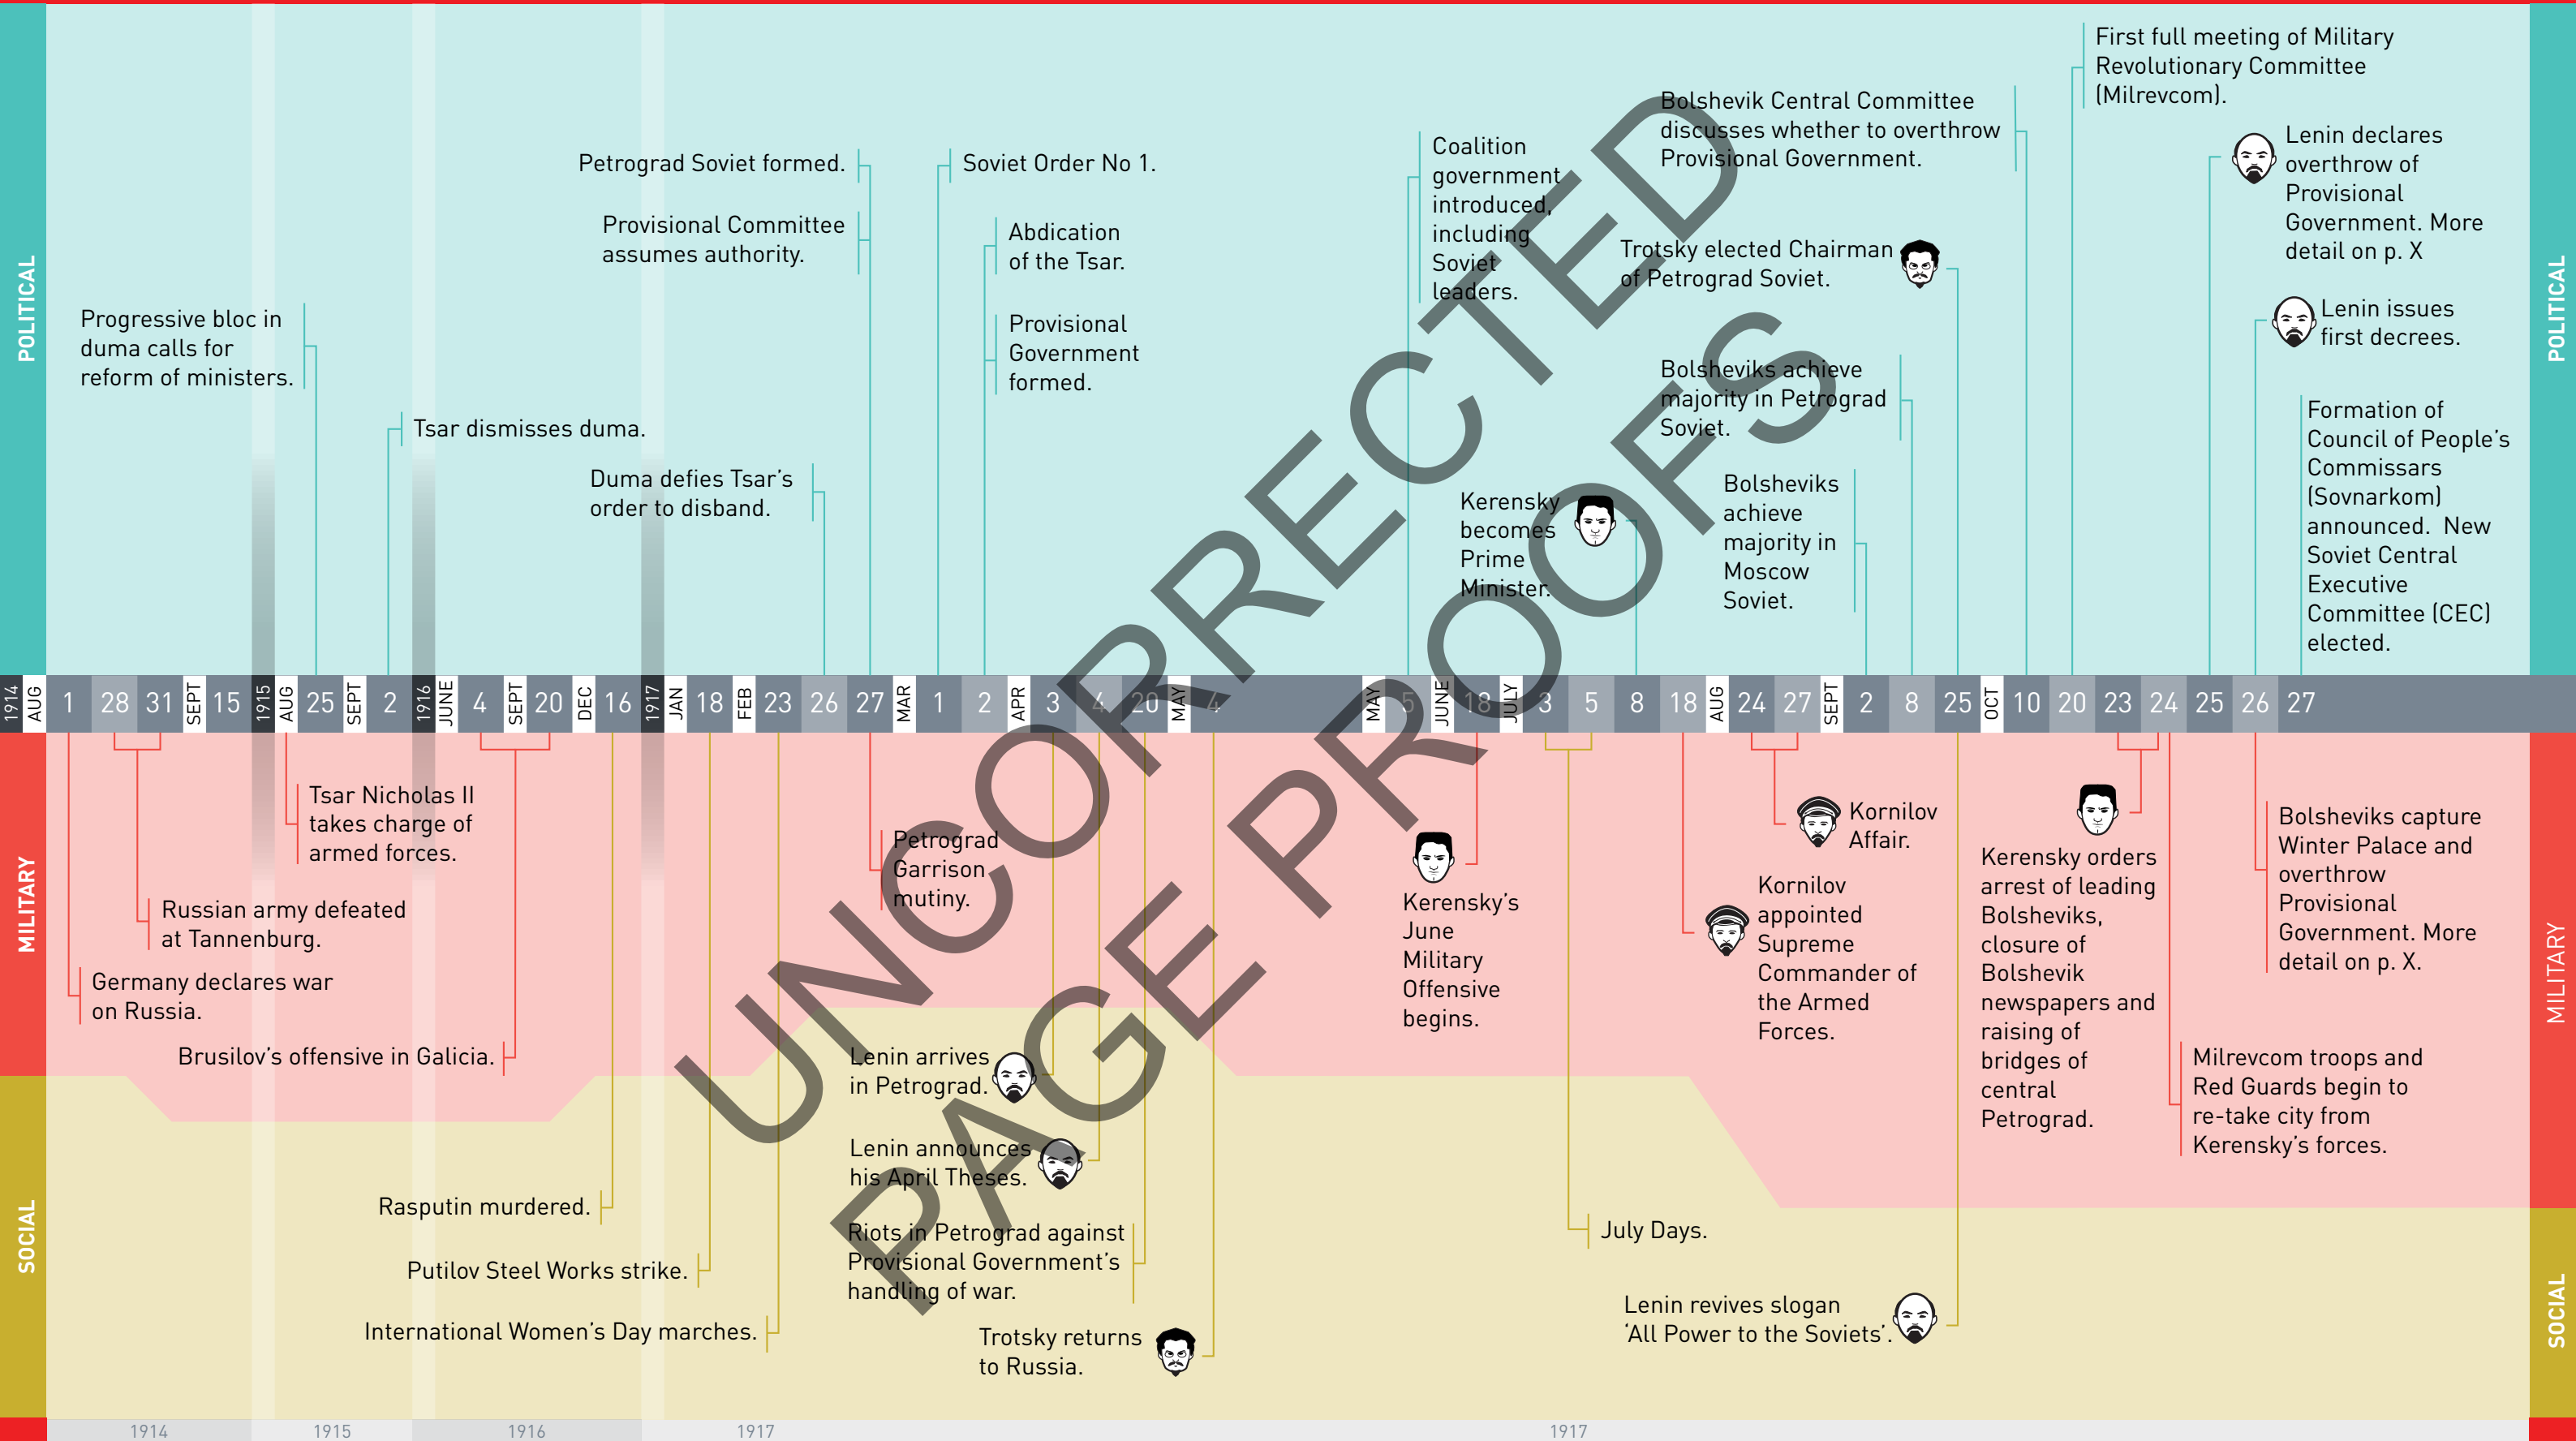 POLITICAL
MILITARY
SOCIAL
First full meeting of Military
Revolutionary Committee
(Milrevcom).
Bolshevik Central Committee
discusses whether to overthrow
Provisional Government.
Lenin declares
overthrow of
Provisional
Government. More
detail on p. X
Coalition
government
introduced,
including
Soviet
leaders.
Petrograd Soviet formed.
Soviet Order No 1.
Provisional Committee
assumes authority.
Abdication
of the Tsar.
Trotsky elected Chairman
of Petrograd Soviet.
Lenin issues
first decrees.
Progressive bloc in
duma calls for
reform of ministers.
Provisional
Government
formed.
Bolsheviks achieve
majority in Petrograd
Soviet.
Tsar dismisses duma.
Formation of
Council of People’s
Commissars
(Sovnarkom)
announced.  New
Soviet Central
Executive
Committee (CEC)
elected.
Duma defies Tsar’s
order to disband.
Kerensky
becomes
Prime
Minister.
Bolsheviks
achieve
majority in
Moscow
Soviet.
1914 AUG 1 28 31 SEPT 15 1915 AUG 25 SEPT 2 1916 JUNE 4 SEPT 20 DEC 16 1917 JAN 18 FEB 23 26 27 MAR 1 2 APR 3 4 20 MAY 4 MAY 5 JUNE 18 JULY 3 5 8 18 AUG 24 27 SEPT 2 8 25 OCT 10 20 23 24 25 26 27
Tsar Nicholas II
takes charge of
armed forces.
Russian army defeated
at Tannenburg.
Germany declares war
on Russia.
Brusilov’s offensive in Galicia.
Petrograd
Garrison
mutiny.
Kerensky’s
June
Military
Offensive
begins.
Kornilov
Affair.
Kornilov
appointed
Supreme
Commander of
the Armed
Forces.
Kerensky orders
arrest of leading
Bolsheviks,
closure of
Bolshevik
newspapers and
raising of
bridges of
central
Petrograd.
Bolsheviks capture
Winter Palace and
overthrow
Provisional
Government. More
detail on p. X.
Milrevcom troops and
Red Guards begin to
re-take city from
Kerensky’s forces.
Lenin arrives
in Petrograd.
Lenin announces
his April Theses.
Rasputin murdered.
Riots in Petrograd against
Provisional Government’s
handling of war.
Putilov Steel Works strike.
International Women’s Day marches.
Trotsky returns
to Russia.
July Days.
Lenin revives slogan
‘All Power to the Soviets’.
POLITICAL
MILITARY
SOCIAL
1914 1915 1916 1917 1917
UNCORRECTED
PAGE PROOFS